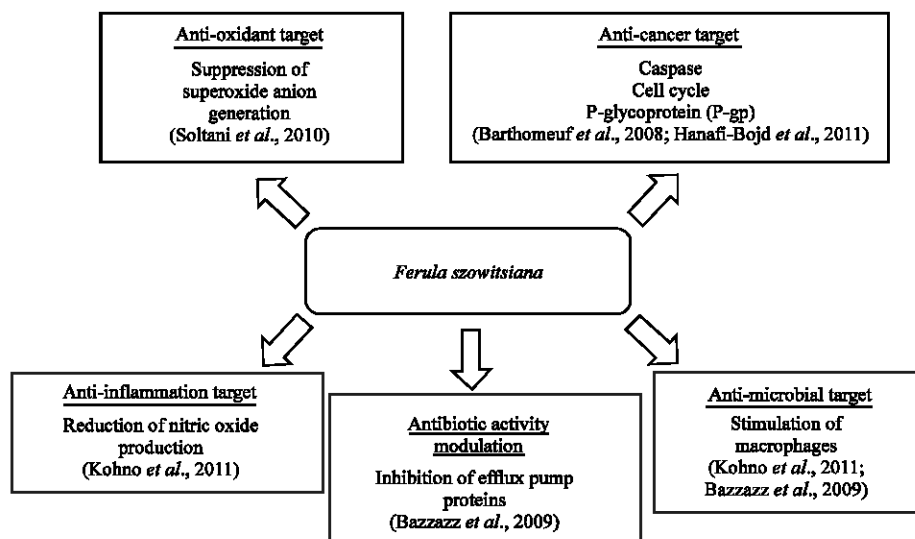 Anti-oxidant target
Suppression of
superoxide anion
generation
(Soltani et al., 2010)
Anti-cancer target
Caspase
Cell cycle
P-glycoprotein (P-gp)
(Barthomeuf et al., 2008; Hanafi-Bojd et al., 2011)
Ferula szowitsiana
Anti-inflammation target
Reduction of nitric oxide
production
(Kohno et al., 2011)
Antibiotic activity
modulation
Inhibition of efflux pump
proteins
(Bazzazz et al., 2009)
Anti-microbial target
Stimulation of
macrophages
(Kohno et al., 2011;
Bazzazz et al., 2009)